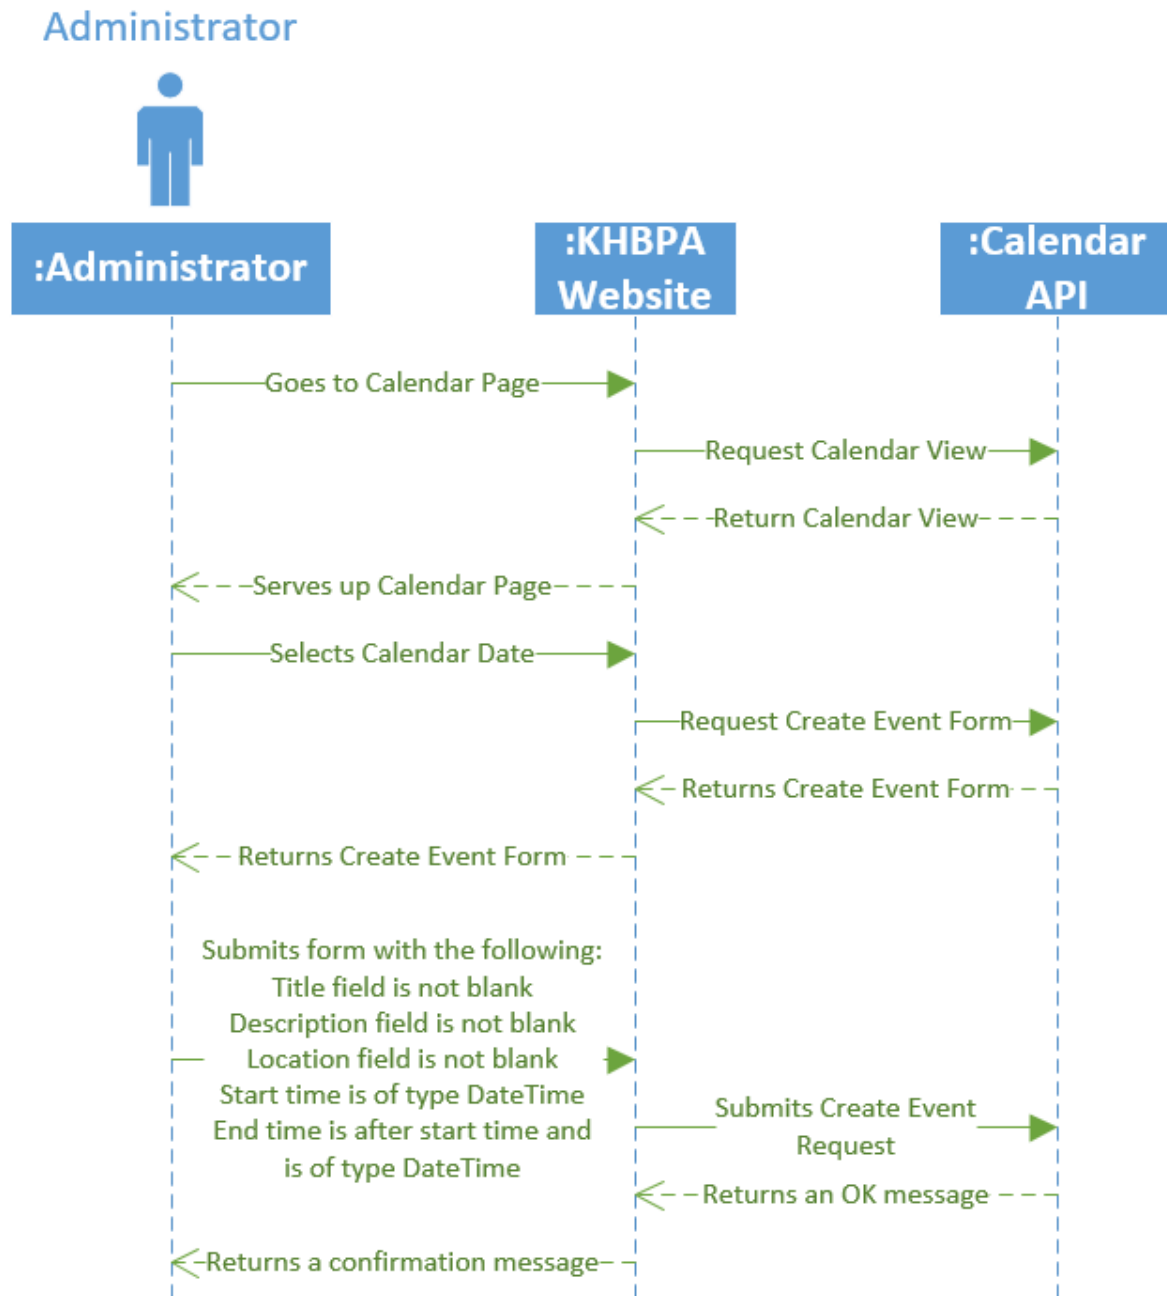 Administrator
:Administrator
:KHBPA
Website
:Calendar
API
Goes to Calendar Page
Request Calendar View
Return Calendar View
Serves up Calendar Page
Selects Calendar Date
Request Create Event Form
Returns Create Event Form
Returns Create Event Form
Submits form with the following:
Title field is not blank
Description field is not blank
Location field is not blank
Start time is of type DateTime
End time is after start time and
is of type DateTime
Submits Create Event
Request
Returns an OK message
Returns a confirmation message